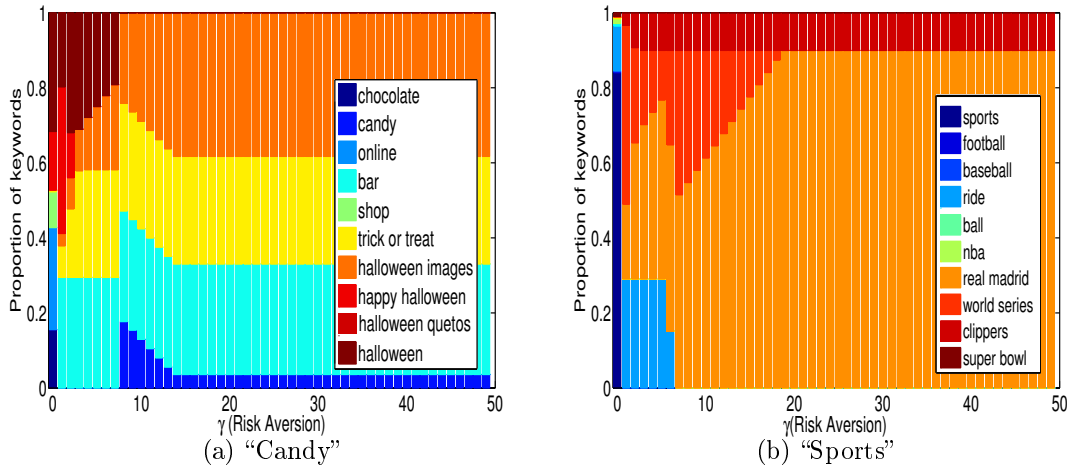 Proportion of keywords
1
0.8
0.6
0.4
0.2
0
0
10
20
30
40
50
γ (Risk Aversion)
chocolate
candy
online
bar
shop
trick or treat
halloween images
happy halloween
halloween quetos
halloween
(a) “Candy”
Proportion of keywords
1
0.8
0.6
0.4
0.2
0
0
10
20
30
40
50
γ(Risk Aversion)
sports
football
baseball
ride
ball
nba
real madrid
world series
clippers
super bowl
(b) “Sports”